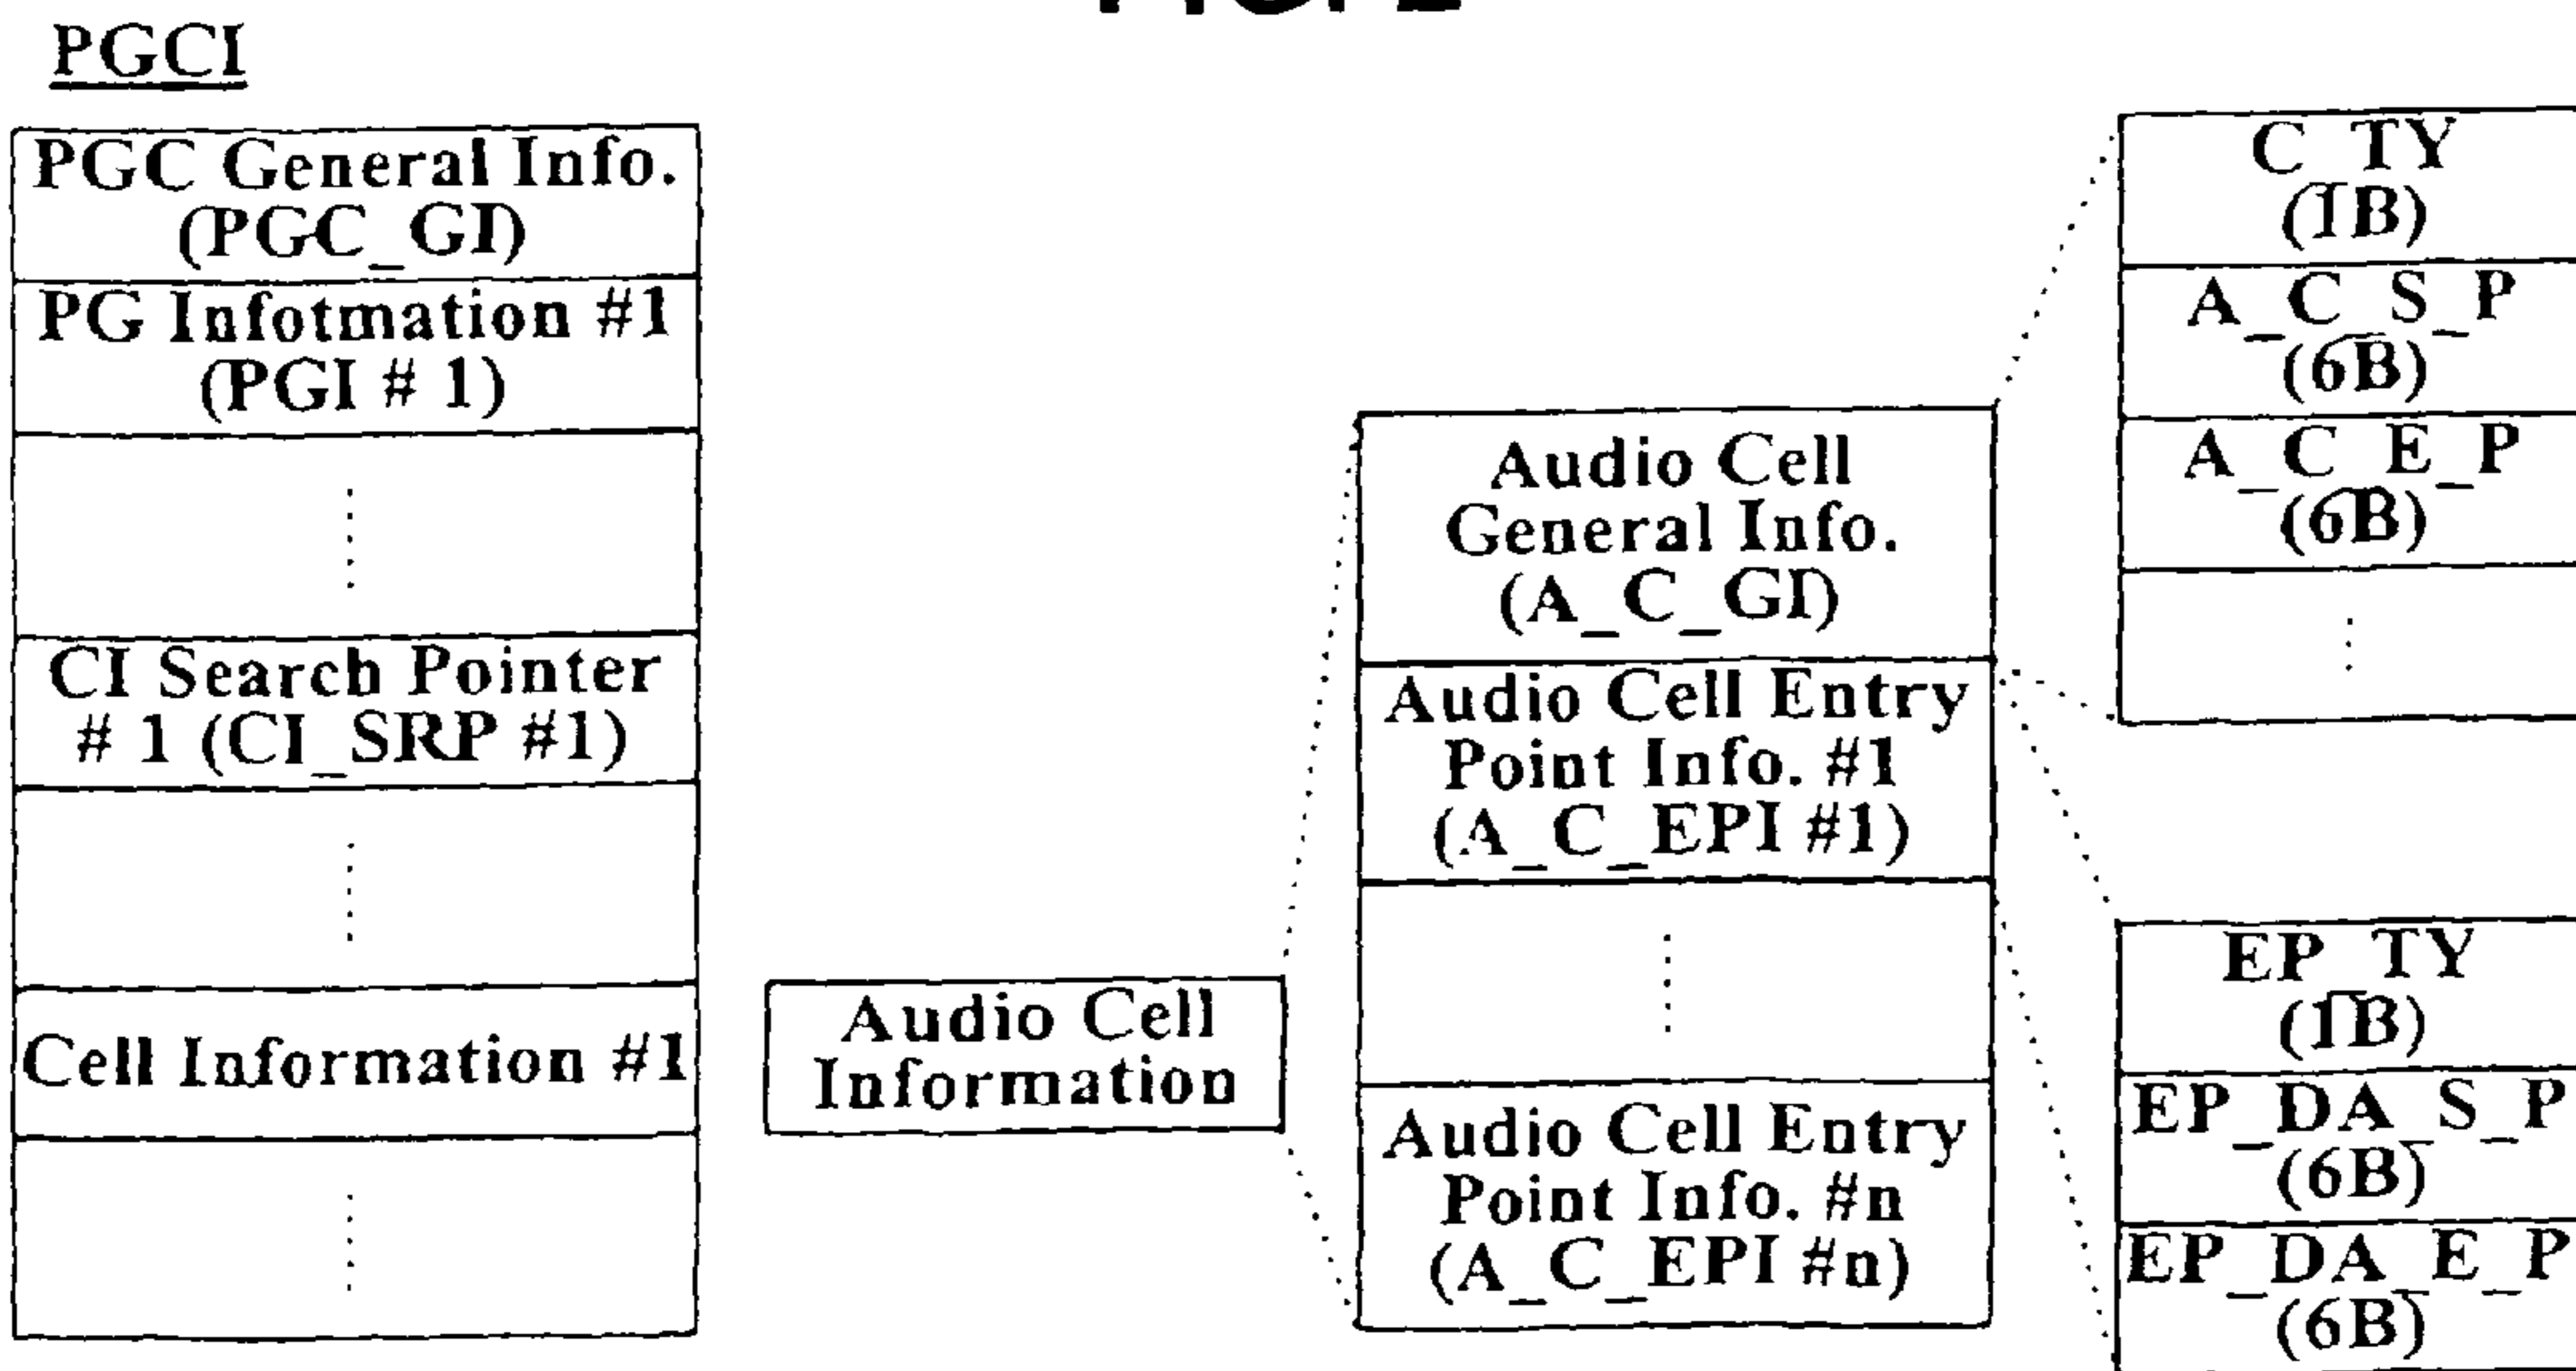 PGCI
PGC General Info.
(PGC_GI)
PG Infotmation #1
(PGI # 1)
CI Search Pointer
# 1 (CI_SRP #1)
Cell Information #1
Audio Cell
Information
Audio Cell
General Info.
(A_C_GI)
Audio Cell Entry
Point Info. #1
(A_C_EPI #1)
Audio Cell Entry
Point Info. #n
(A_C_EPI #n)
C_TY
(1B)
A_C_S_P
(6B)
A_C_E_P
(6B)
EP_TY
(1B)
EP_DA_S_P
(6B)
EP_DA_E_P
(6B)